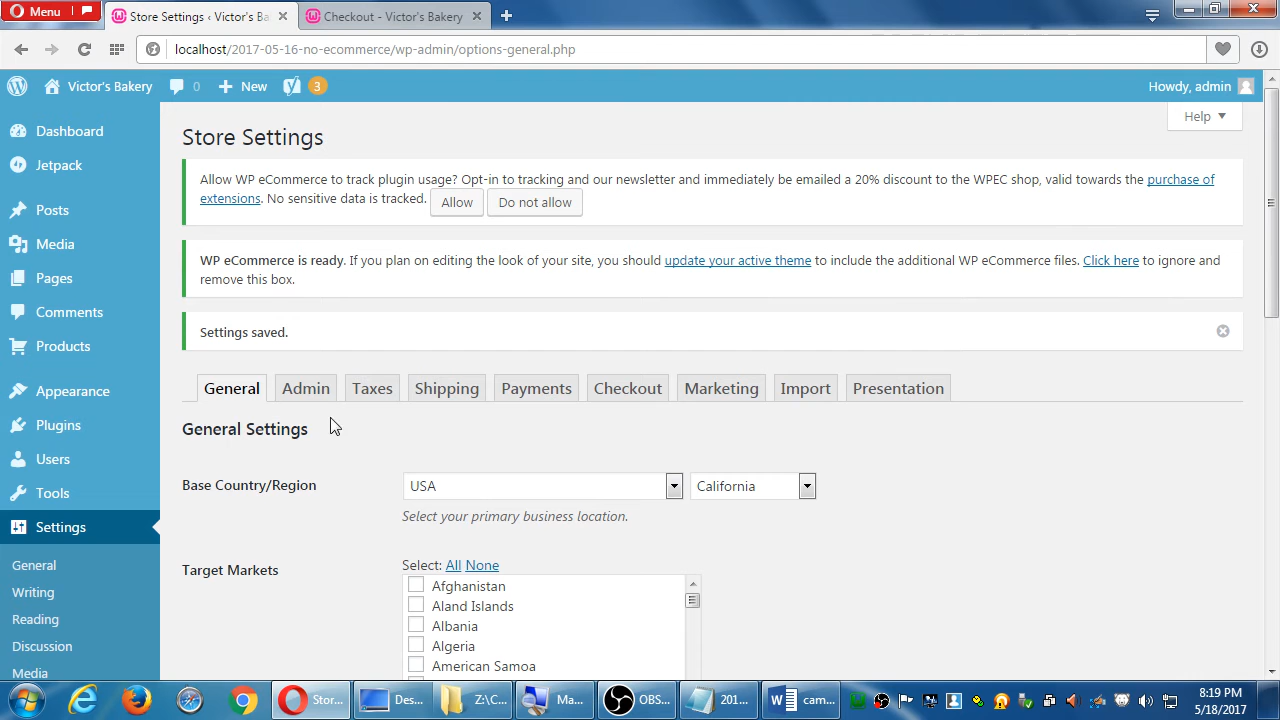 Menu
Store Settings ‹ Victor's Ba
Checkout - Victor's Bakery
localhost/2017-05-16-no-ecommerce/wp-admin/options-general.php
Victor's Bakery
0
New
3
Howdy, admin
Help
Dashboard
Jetpack
Posts
Media
Pages
Comments
Products
Appearance
Plugins
Users
Tools
Settings
General
Writing
Reading
Discussion
Media
Store Settings
Allow WP eCommerce to track plugin usage? Opt-in to tracking and our newsletter and immediately be emailed a 20% discount to the WPEC shop, valid towards the purchase of
extensions. No sensitive data is tracked. Allow Do not allow
WP eCommerce is ready. If you plan on editing the look of your site, you should update your active theme to include the additional WP eCommerce files. Click here to ignore and
remove this box.
Settings saved.
General Admin Taxes Shipping Payments Checkout Marketing Import Presentation
General Settings
Base Country/Region USA California
Select your primary business location.
Target Markets Select: All None
Afghanistan
Aland Islands
Albania
Algeria
American Samoa
Stor... Des... Z:\C... Ma... OBS... 201... cam...
8:19 PM
5/18/2017